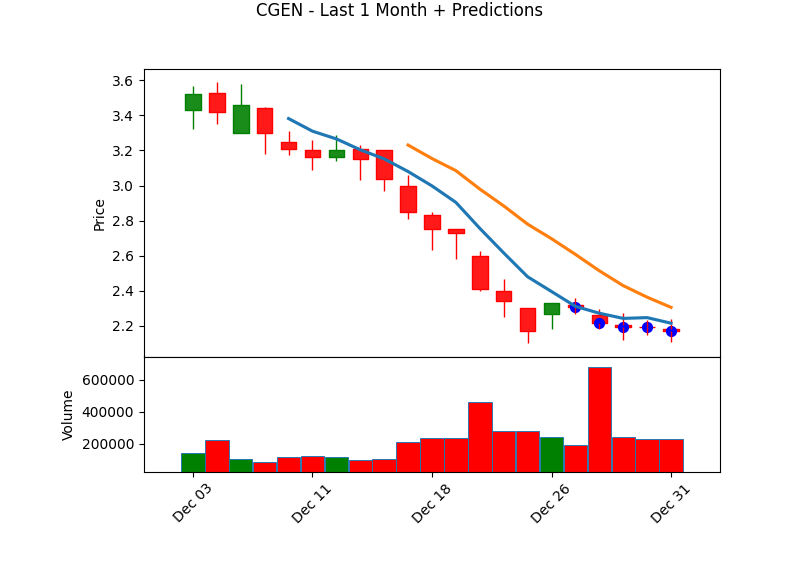 CGEN - Last 1 Month + Predictions
3.6
3.4
3.2
3.0
2.8
2.6
2.4
2.2
Price
600000
400000
200000
Volume
Dec 03
Dec 11
Dec 18
Dec 26
Dec 31